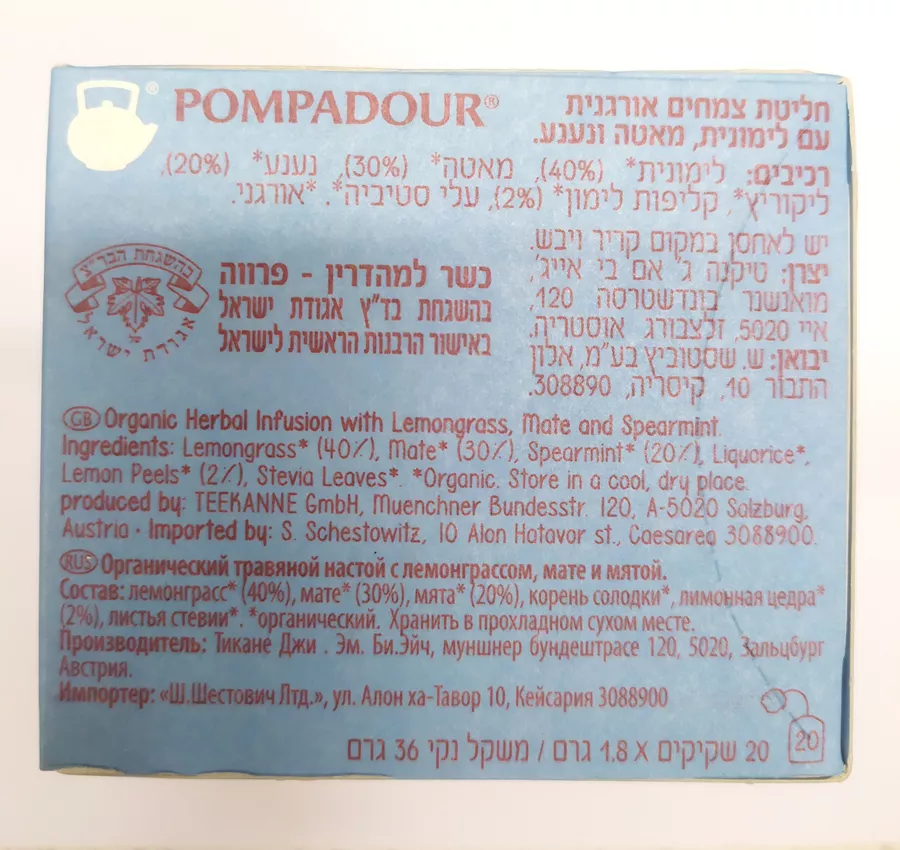 POMPADOUR®
חליטת צמחים אורגנית
עם לימונית, מאטה ונענע.
רכיבים: לימונית* (40%), מאטה* (30%), נענע* (20%),
ליקוריץ*, קליפות לימון* (2%), עלי סטיביה*. *אורגני.
יש לאחסן במקום קריר ויבש.
יצרן: טיקנה ג' אם בי אייג',
מואנשנר בונדשטרסה 120,
איי 5020, זלצבורג אוסטריה.
יבואן: ש. שסטוביץ בע"מ, אלון
התבור 10, קיסריה, 308890.
בהשגחת הבד"צ
אגודת ישראל
כשר למהדרין - פרווה
בהשגחת בד"ץ אגודת ישראל
באישור הרבנות הראשית לישראל
GB Organic Herbal Infusion with Lemongrass, Mate and Spearmint.
Ingredients: Lemongrass* (40%), Mate* (30%), Spearmint* (20%), Liquorice*,
Lemon Peels* (2%), Stevia Leaves*. *Organic. Store in a cool, dry place.
produced by: TEEKANNE GmbH, Muenchner Bundesstr. 120, A-5020 Salzburg,
Austria · Imported by: S. Schestowitz, 10 Alon Hatavor st., Caesarea 3088900.
RUS Органический травяной настой с лемонграссом, мате и мятой.
Состав: лемонграсс* (40%), мате* (30%), мята* (20%), корень солодки*, лимонная цедра*
(2%), листья стевии*. *органический. Хранить в прохладном сухом месте.
Производитель: Тикане Джи . Эм. Би.Эйч, муншнер бундештрасе 120, 5020, Зальцбург
Австрия.
Импортер: «Ш.Шестович Лтд.», ул. Алон ха-Тавор 10, Кейсария 3088900
20 שקיקים X 1.8 גרם / משקל נקי 36 גרם
20